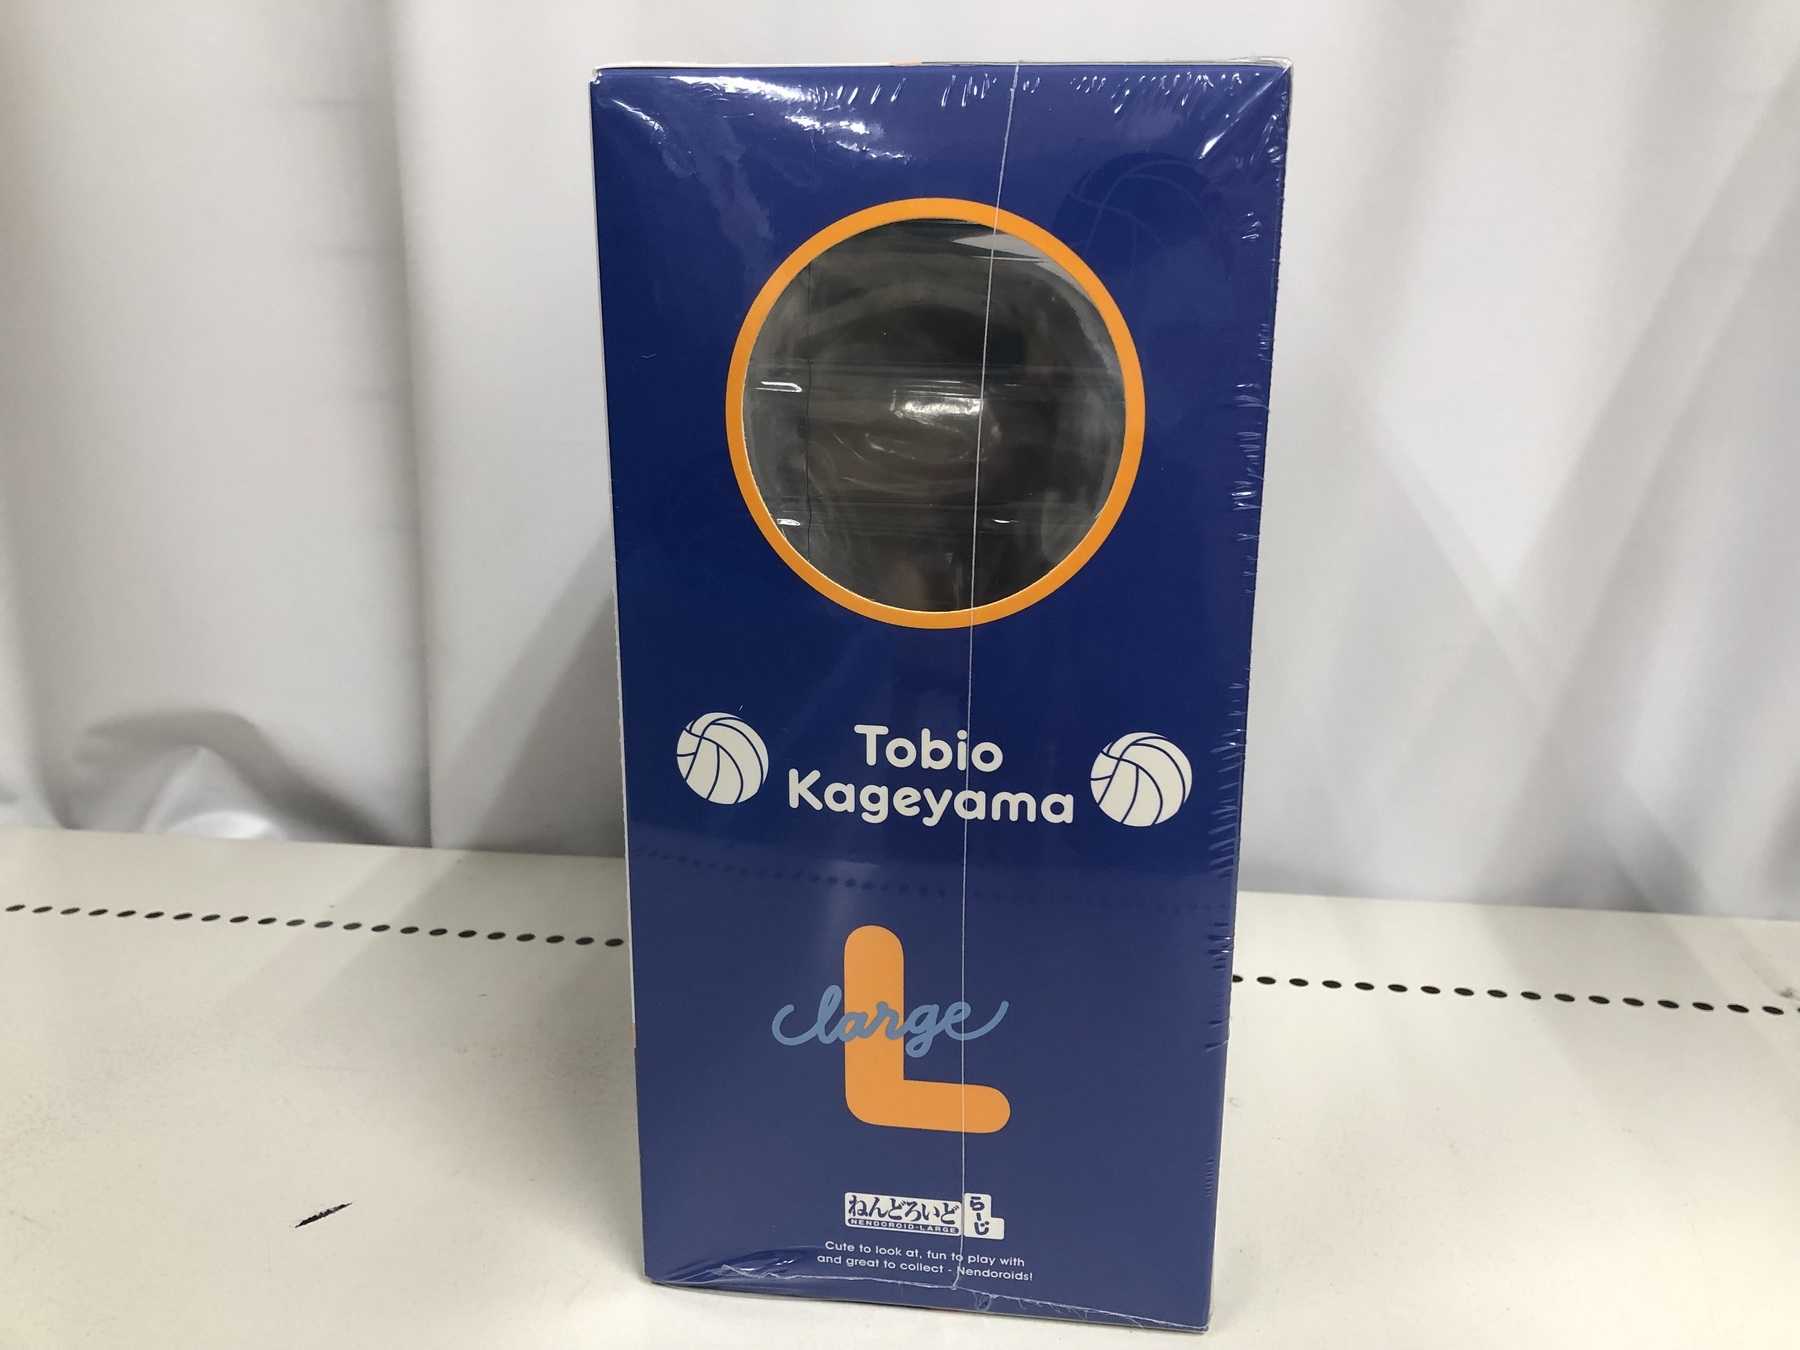 Tobio
Kageyama
L
large
ねんどろいど
らーじ
NENDOROID·LARGE
Cute to look at, fun to play with
and great to collect - Nendoroids!